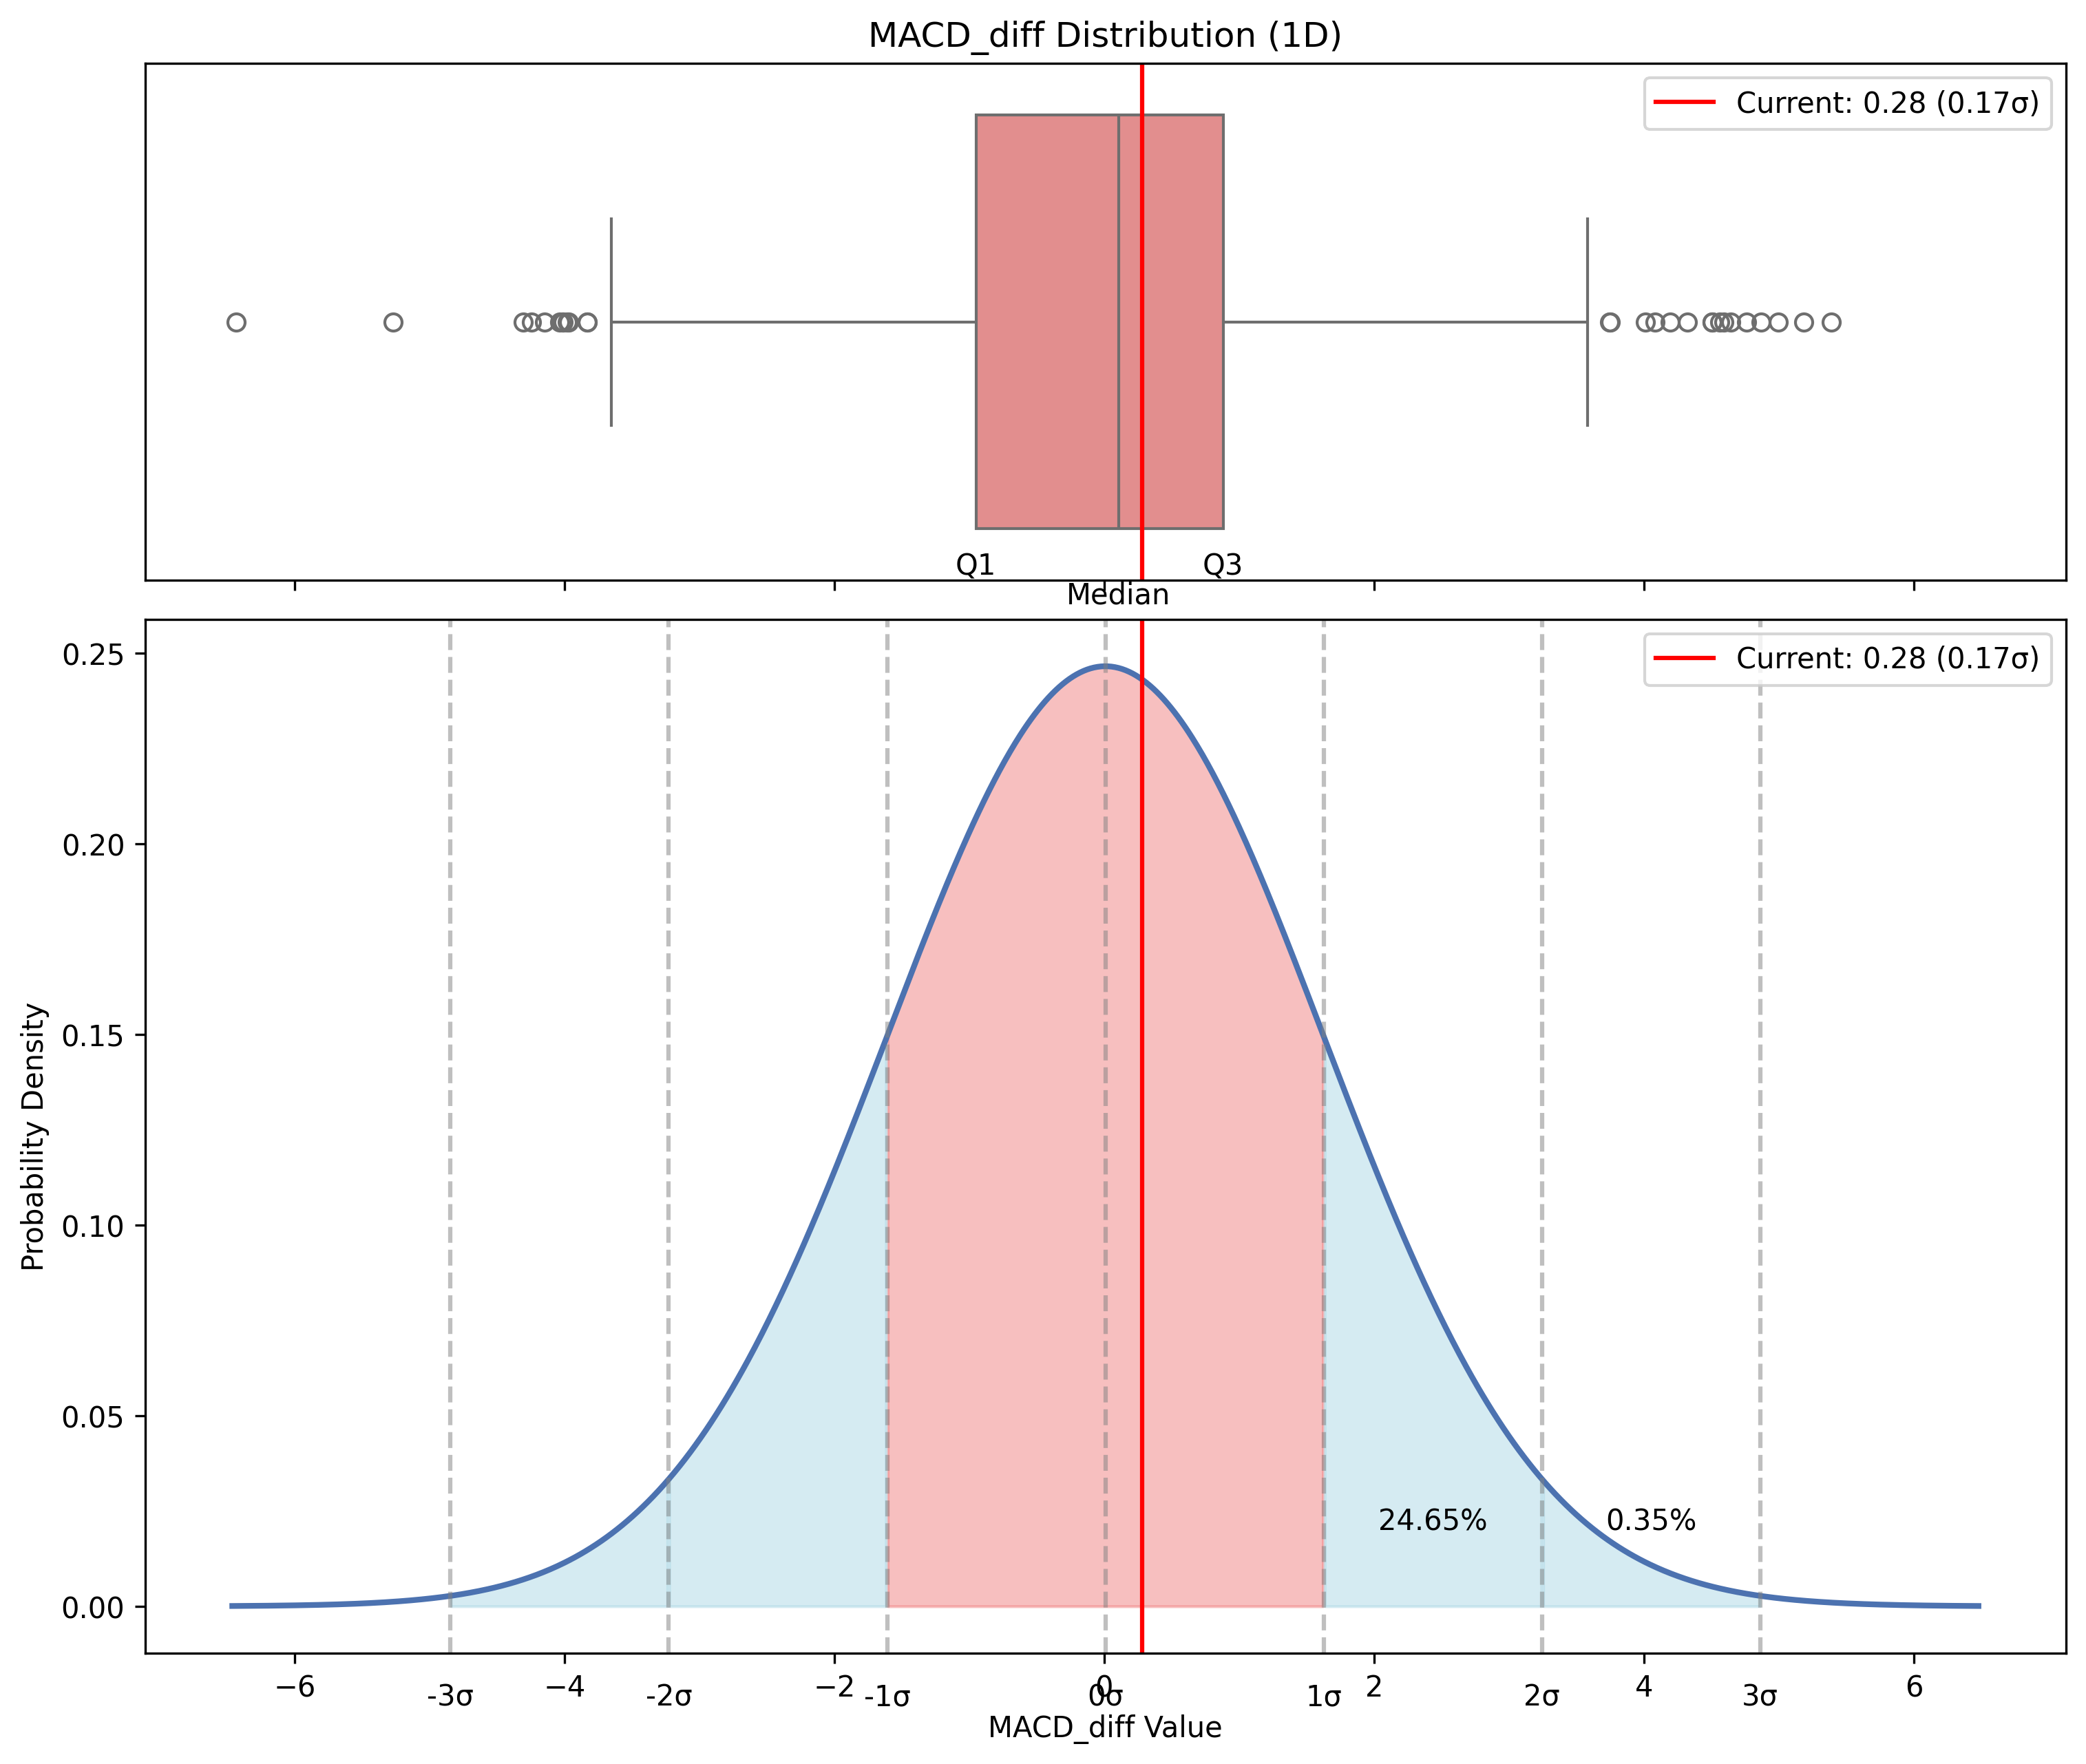 MACD_diff Distribution (1D)
Current: 0.28 (0.17σ)
Q1
Q3
Median
Current: 0.28 (0.17σ)
0.25
0.20
0.15
0.10
0.05
0.00
Probability Density
24.65%
0.35%
−6
−4
−2
0
2
4
6
-3σ
-2σ
-1σ
0σ
1σ
2σ
3σ
MACD_diff Value